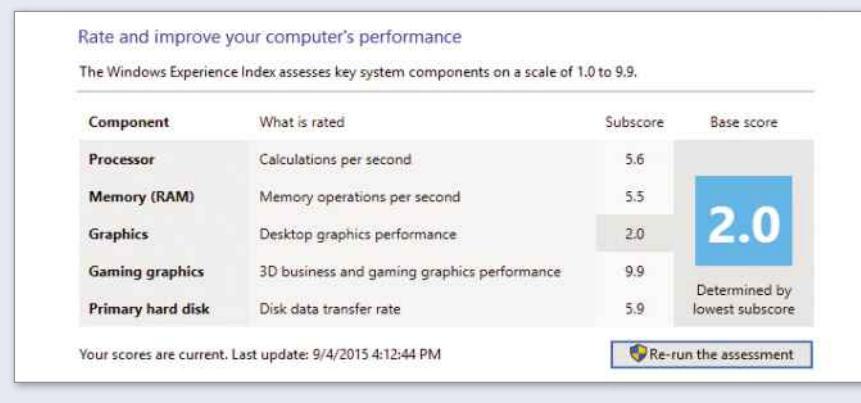 Rate and improve your computer's performance
The Windows Experience Index assesses key system components on a scale of 1.0 to 9.9.
Component What is rated Subscore Base score
Processor Calculations per second 5.6
Memory (RAM) Memory operations per second 5.5
Graphics Desktop graphics performance 2.0
2.0
Gaming graphics 3D business and gaming graphics performance 9.9
Primary hard disk Disk data transfer rate 5.9
Determined by
lowest subscore
Your scores are current. Last update: 9/4/2015 4:12:44 PM
Re-run the assessment